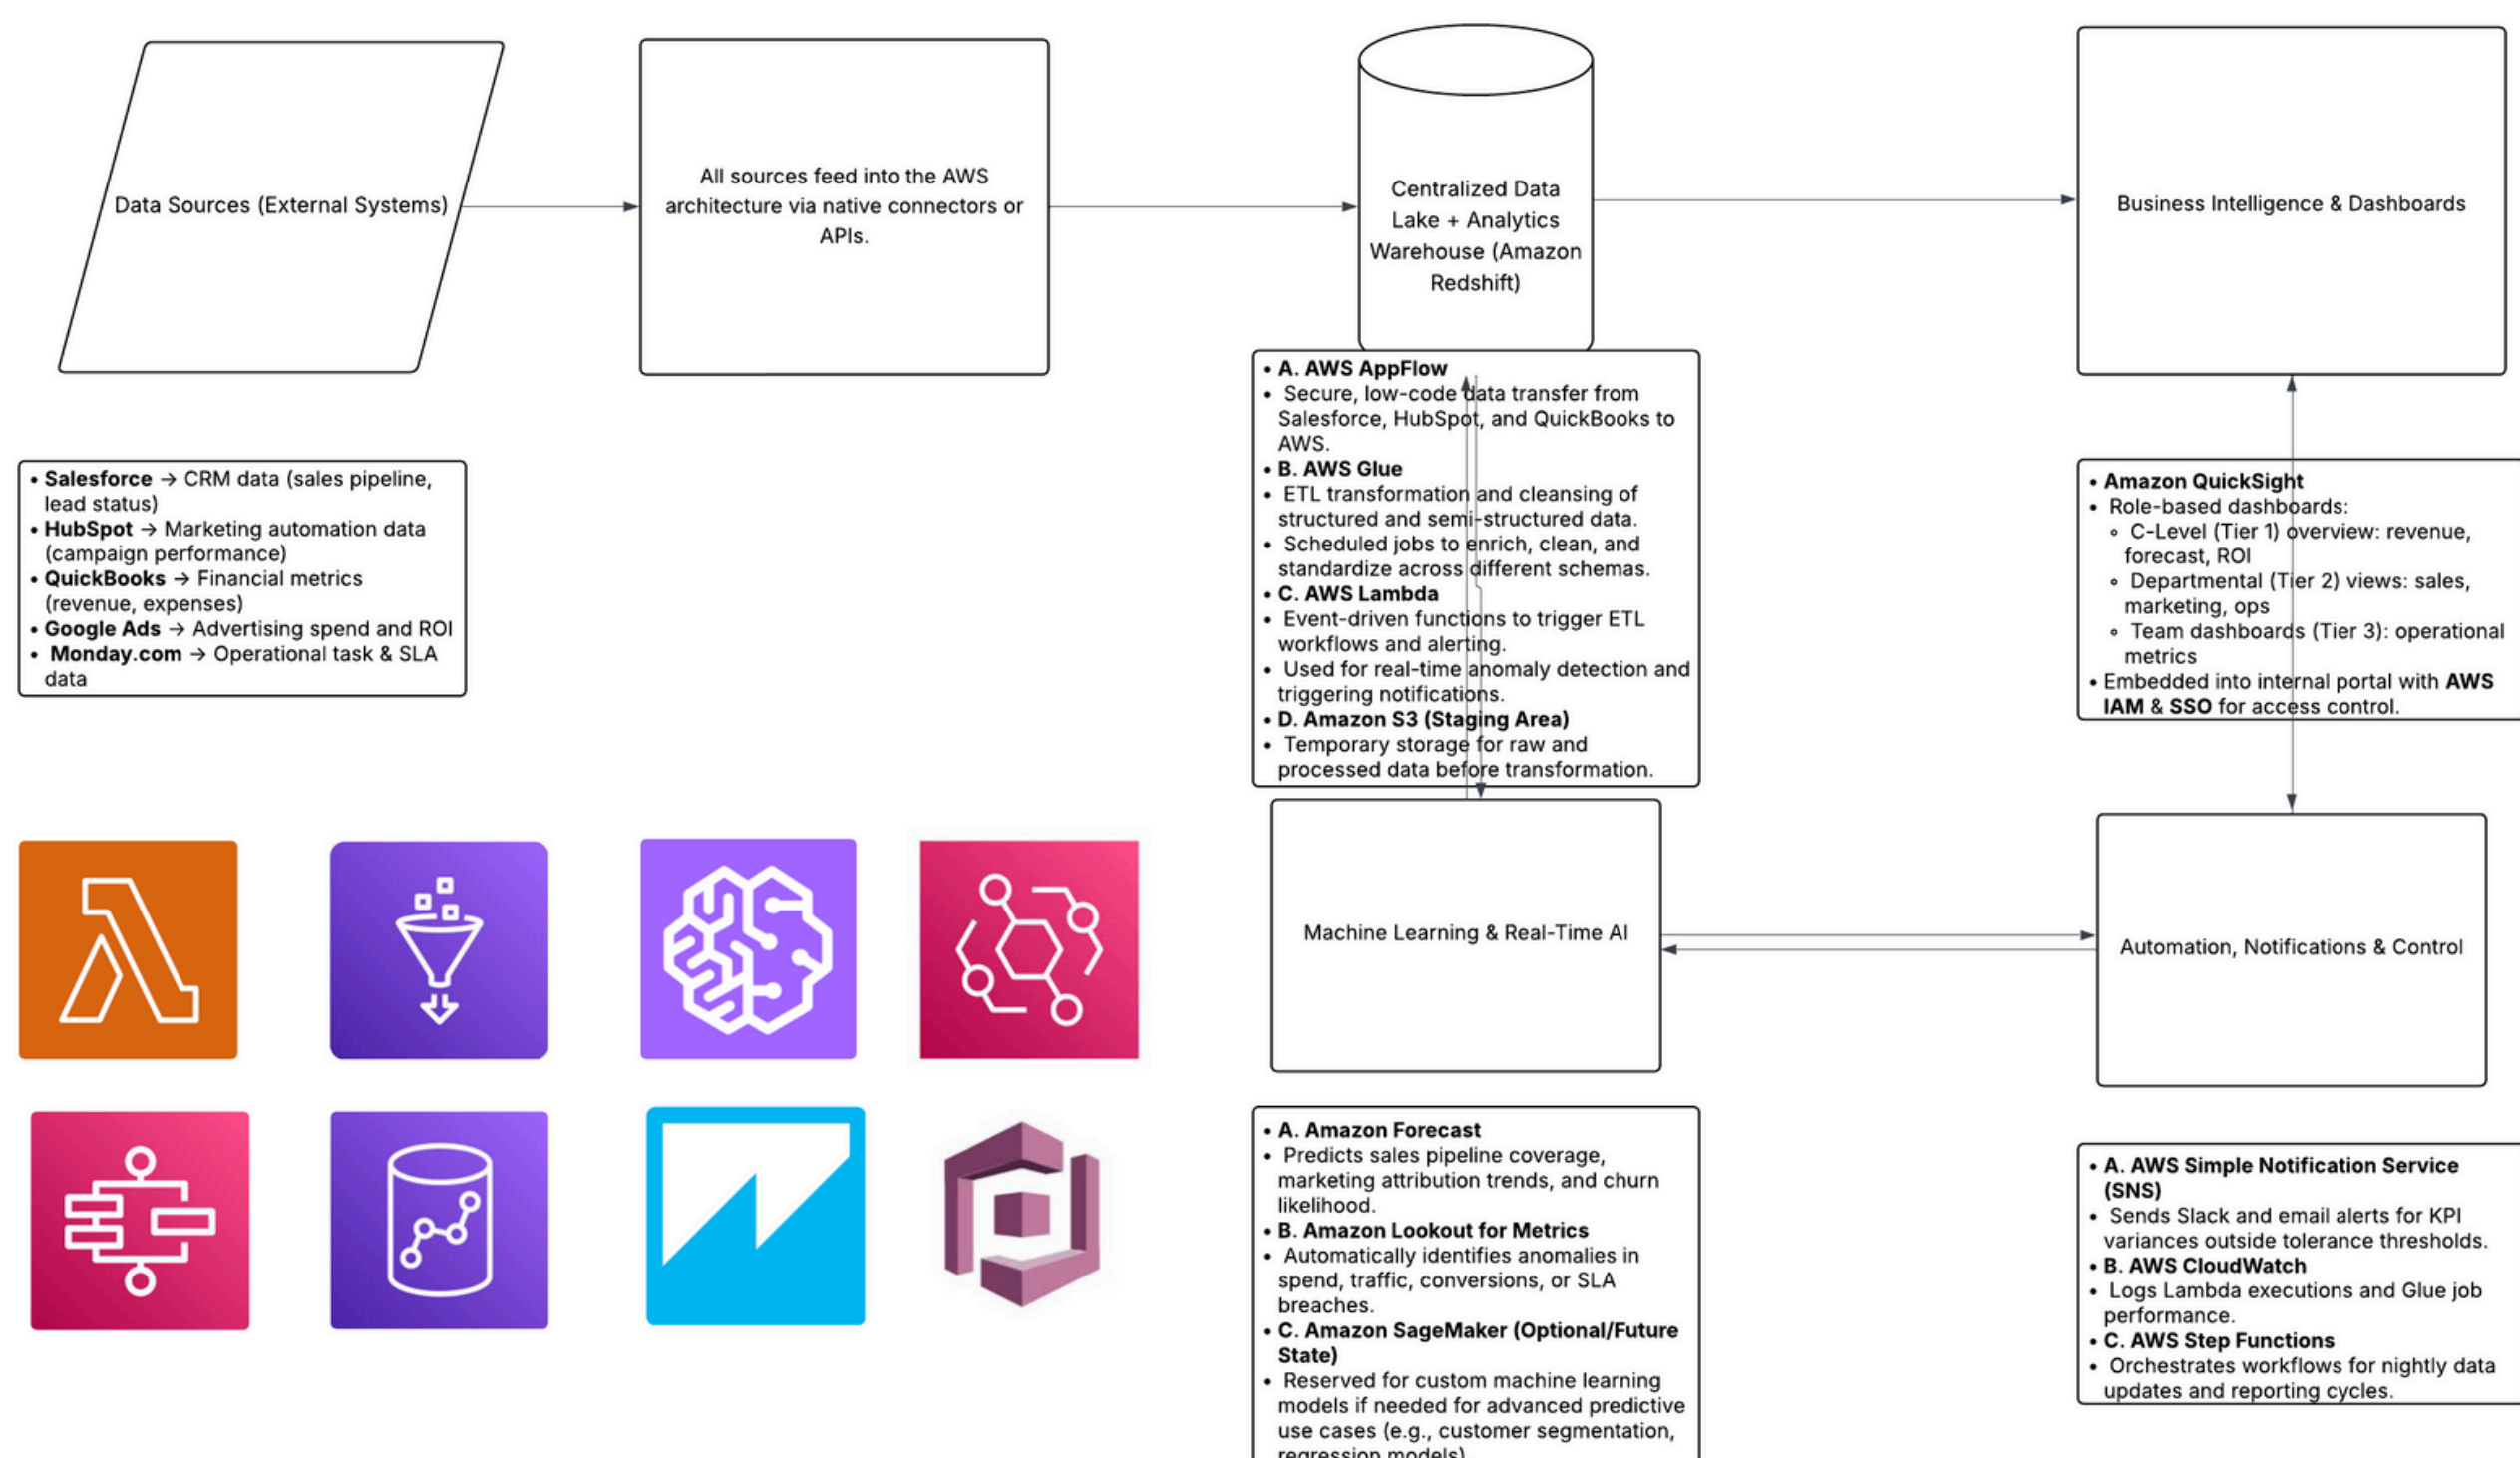 Data Sources (External Systems)
All sources feed into the AWS
architecture via native connectors or
APIs.
Centralized Data
Lake + Analytics
Warehouse (Amazon
Redshift)
Business Intelligence & Dashboards
• Salesforce → CRM data (sales pipeline,
lead status)
• HubSpot → Marketing automation data
(campaign performance)
• QuickBooks → Financial metrics
(revenue, expenses)
• Google Ads → Advertising spend and ROI
• Monday.com → Operational task & SLA
data
• A. AWS AppFlow
• Secure, low-code data transfer from
Salesforce, HubSpot, and QuickBooks to
AWS.
• B. AWS Glue
• ETL transformation and cleansing of
structured and semi-structured data.
• Scheduled jobs to enrich, clean, and
standardize across different schemas.
• C. AWS Lambda
• Event-driven functions to trigger ETL
workflows and alerting.
• Used for real-time anomaly detection and
triggering notifications.
• D. Amazon S3 (Staging Area)
• Temporary storage for raw and
processed data before transformation.
• Amazon QuickSight
• Role-based dashboards:
◦ C-Level (Tier 1) overview: revenue,
forecast, ROI
◦ Departmental (Tier 2) views: sales,
marketing, ops
◦ Team dashboards (Tier 3): operational
metrics
• Embedded into internal portal with AWS
IAM & SSO for access control.
Machine Learning & Real-Time AI
Automation, Notifications & Control
• A. Amazon Forecast
• Predicts sales pipeline coverage,
marketing attribution trends, and churn
likelihood.
• B. Amazon Lookout for Metrics
• Automatically identifies anomalies in
spend, traffic, conversions, or SLA
breaches.
• C. Amazon SageMaker (Optional/Future
State)
• Reserved for custom machine learning
models if needed for advanced predictive
use cases (e.g., customer segmentation,
regression models)
• A. AWS Simple Notification Service
(SNS)
• Sends Slack and email alerts for KPI
variances outside tolerance thresholds.
• B. AWS CloudWatch
• Logs Lambda executions and Glue job
performance.
• C. AWS Step Functions
• Orchestrates workflows for nightly data
updates and reporting cycles.